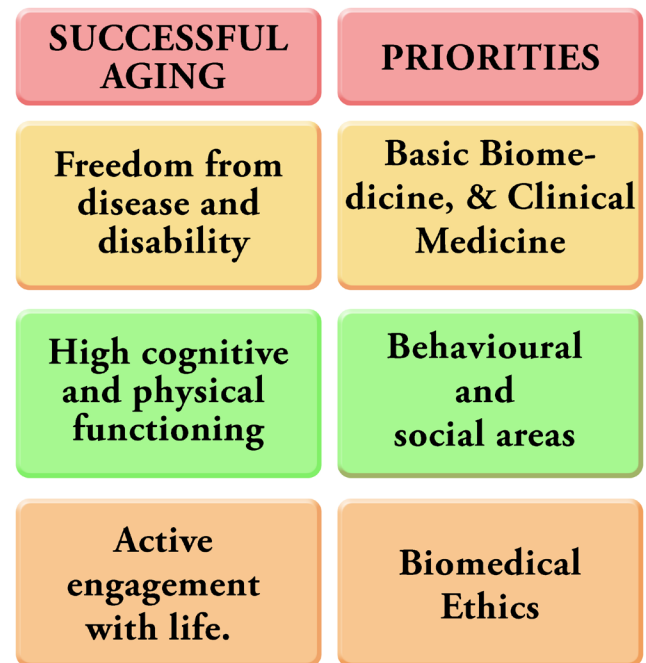 SUCCESSFUL
AGING
PRIORITIES
Freedom from
disease and
disability
Basic Biome-
dicine, & Clinical
Medicine
High cognitive
and physical
functioning
Behavioural
and
social areas
Active
engagement
with life.
Biomedical
Ethics